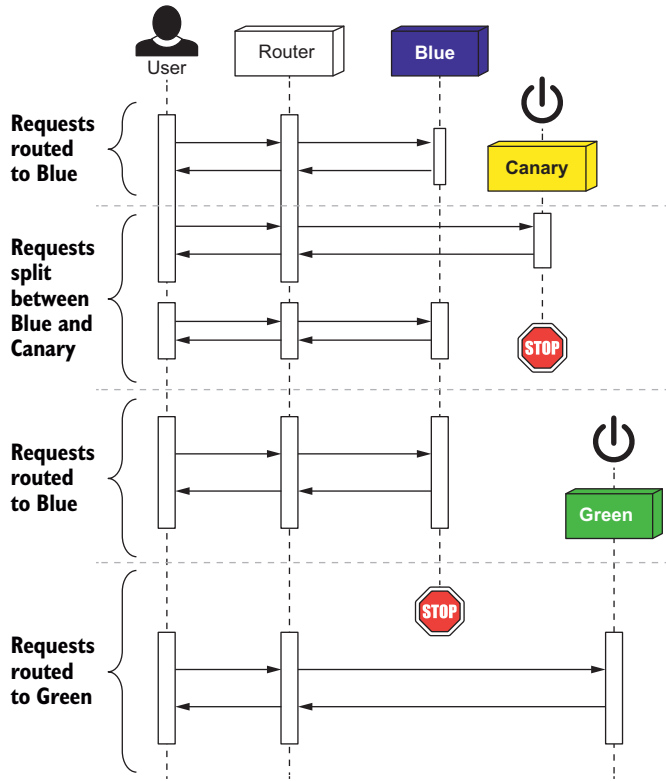 User
Router
Blue
Requests
routed
to Blue
Canary
Requests
split
between
Blue and
Canary
STOP
Requests
routed
to Blue
Green
STOP
Requests
routed
to Green